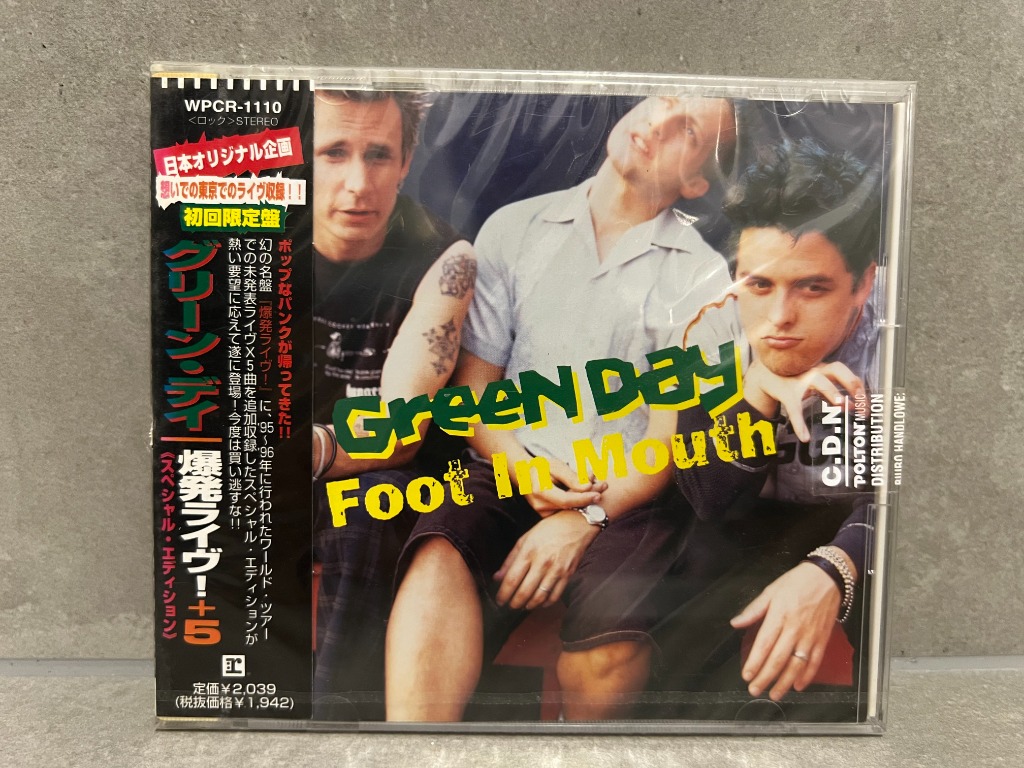 WPCR-1110
<ロック>STEREO
日本オリジナル企画
想いでの東京でのライヴ収録!!
初回限定盤
ポップなパンクが帰ってきた!!
幻の名盤「爆発ライヴ!」に、'95〜96年に行われたワールド・ツアー
での未発表ライヴX5曲を追加収録したスペシャル・エディションが
熱い要望に応えて遂に登場!今度は買い逃すな!!
グリーン・デイ
爆発ライヴ!+5
《スペシャル・エディション》
定価¥2,039
(税抜価格¥1,942)
Green Day
Foot In Mouth
C.D.N.
"POLTON" MUSIC
DISTRIBUTION
BIURO HANDLOWE: